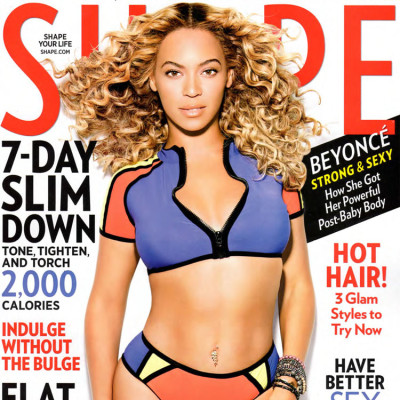 SHAPE
SHAPE
YOUR LIFE
SHAPE.COM
7-DAY
SLIM
DOWN
TONE, TIGHTEN,
AND TORCH
2,000
CALORIES
INDULGE
WITHOUT
THE BULGE
FLAT
BEYONCÉ
STRONG & SEXY
How She Got
Her Powerful
Post-Baby Body
HOT
HAIR!
3 Glam
Styles to
Try Now
HAVE
BETTER
SEX